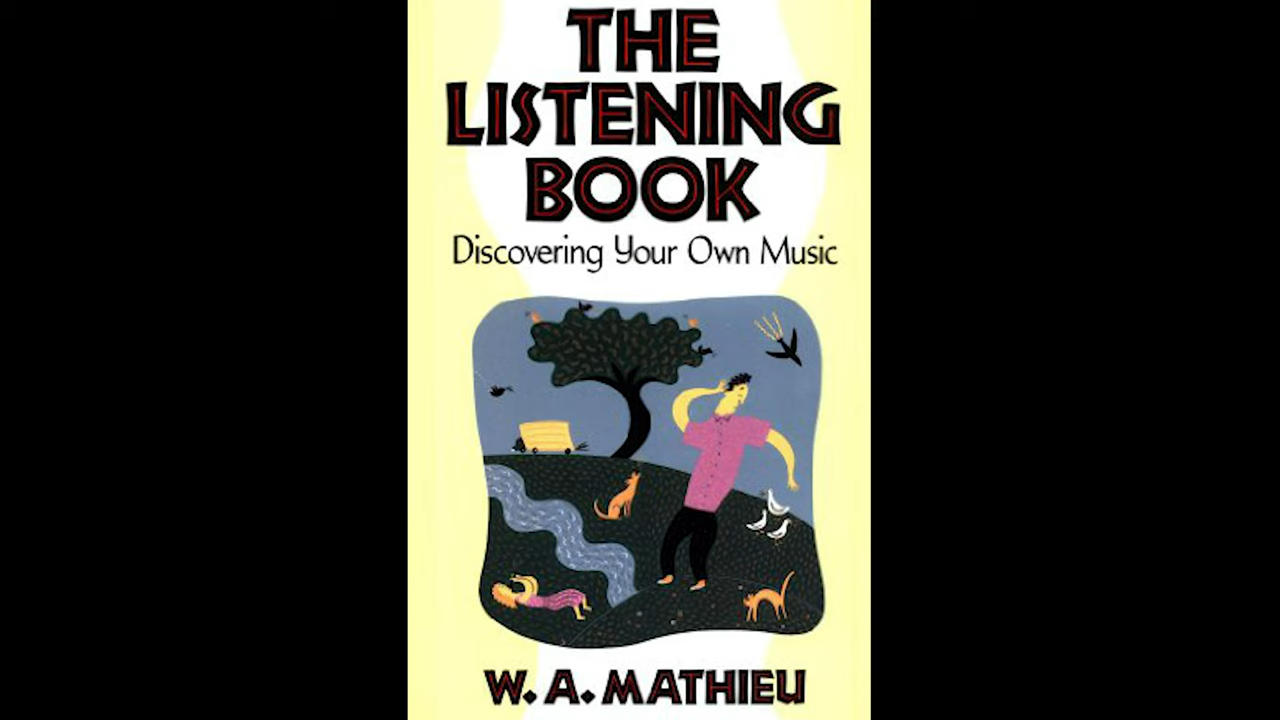 THE
LISTENING
BOOK
Discovering Your Own Music
W. A. MATHIEU